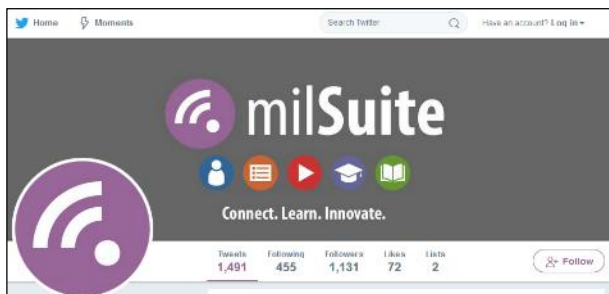 Home Moments Search Twitter Have an account? Log in
milSuite
Connect. Learn. Innovate.
Tweets Following Followers Likes Lists
1,491 455 1,131 72 2
Follow